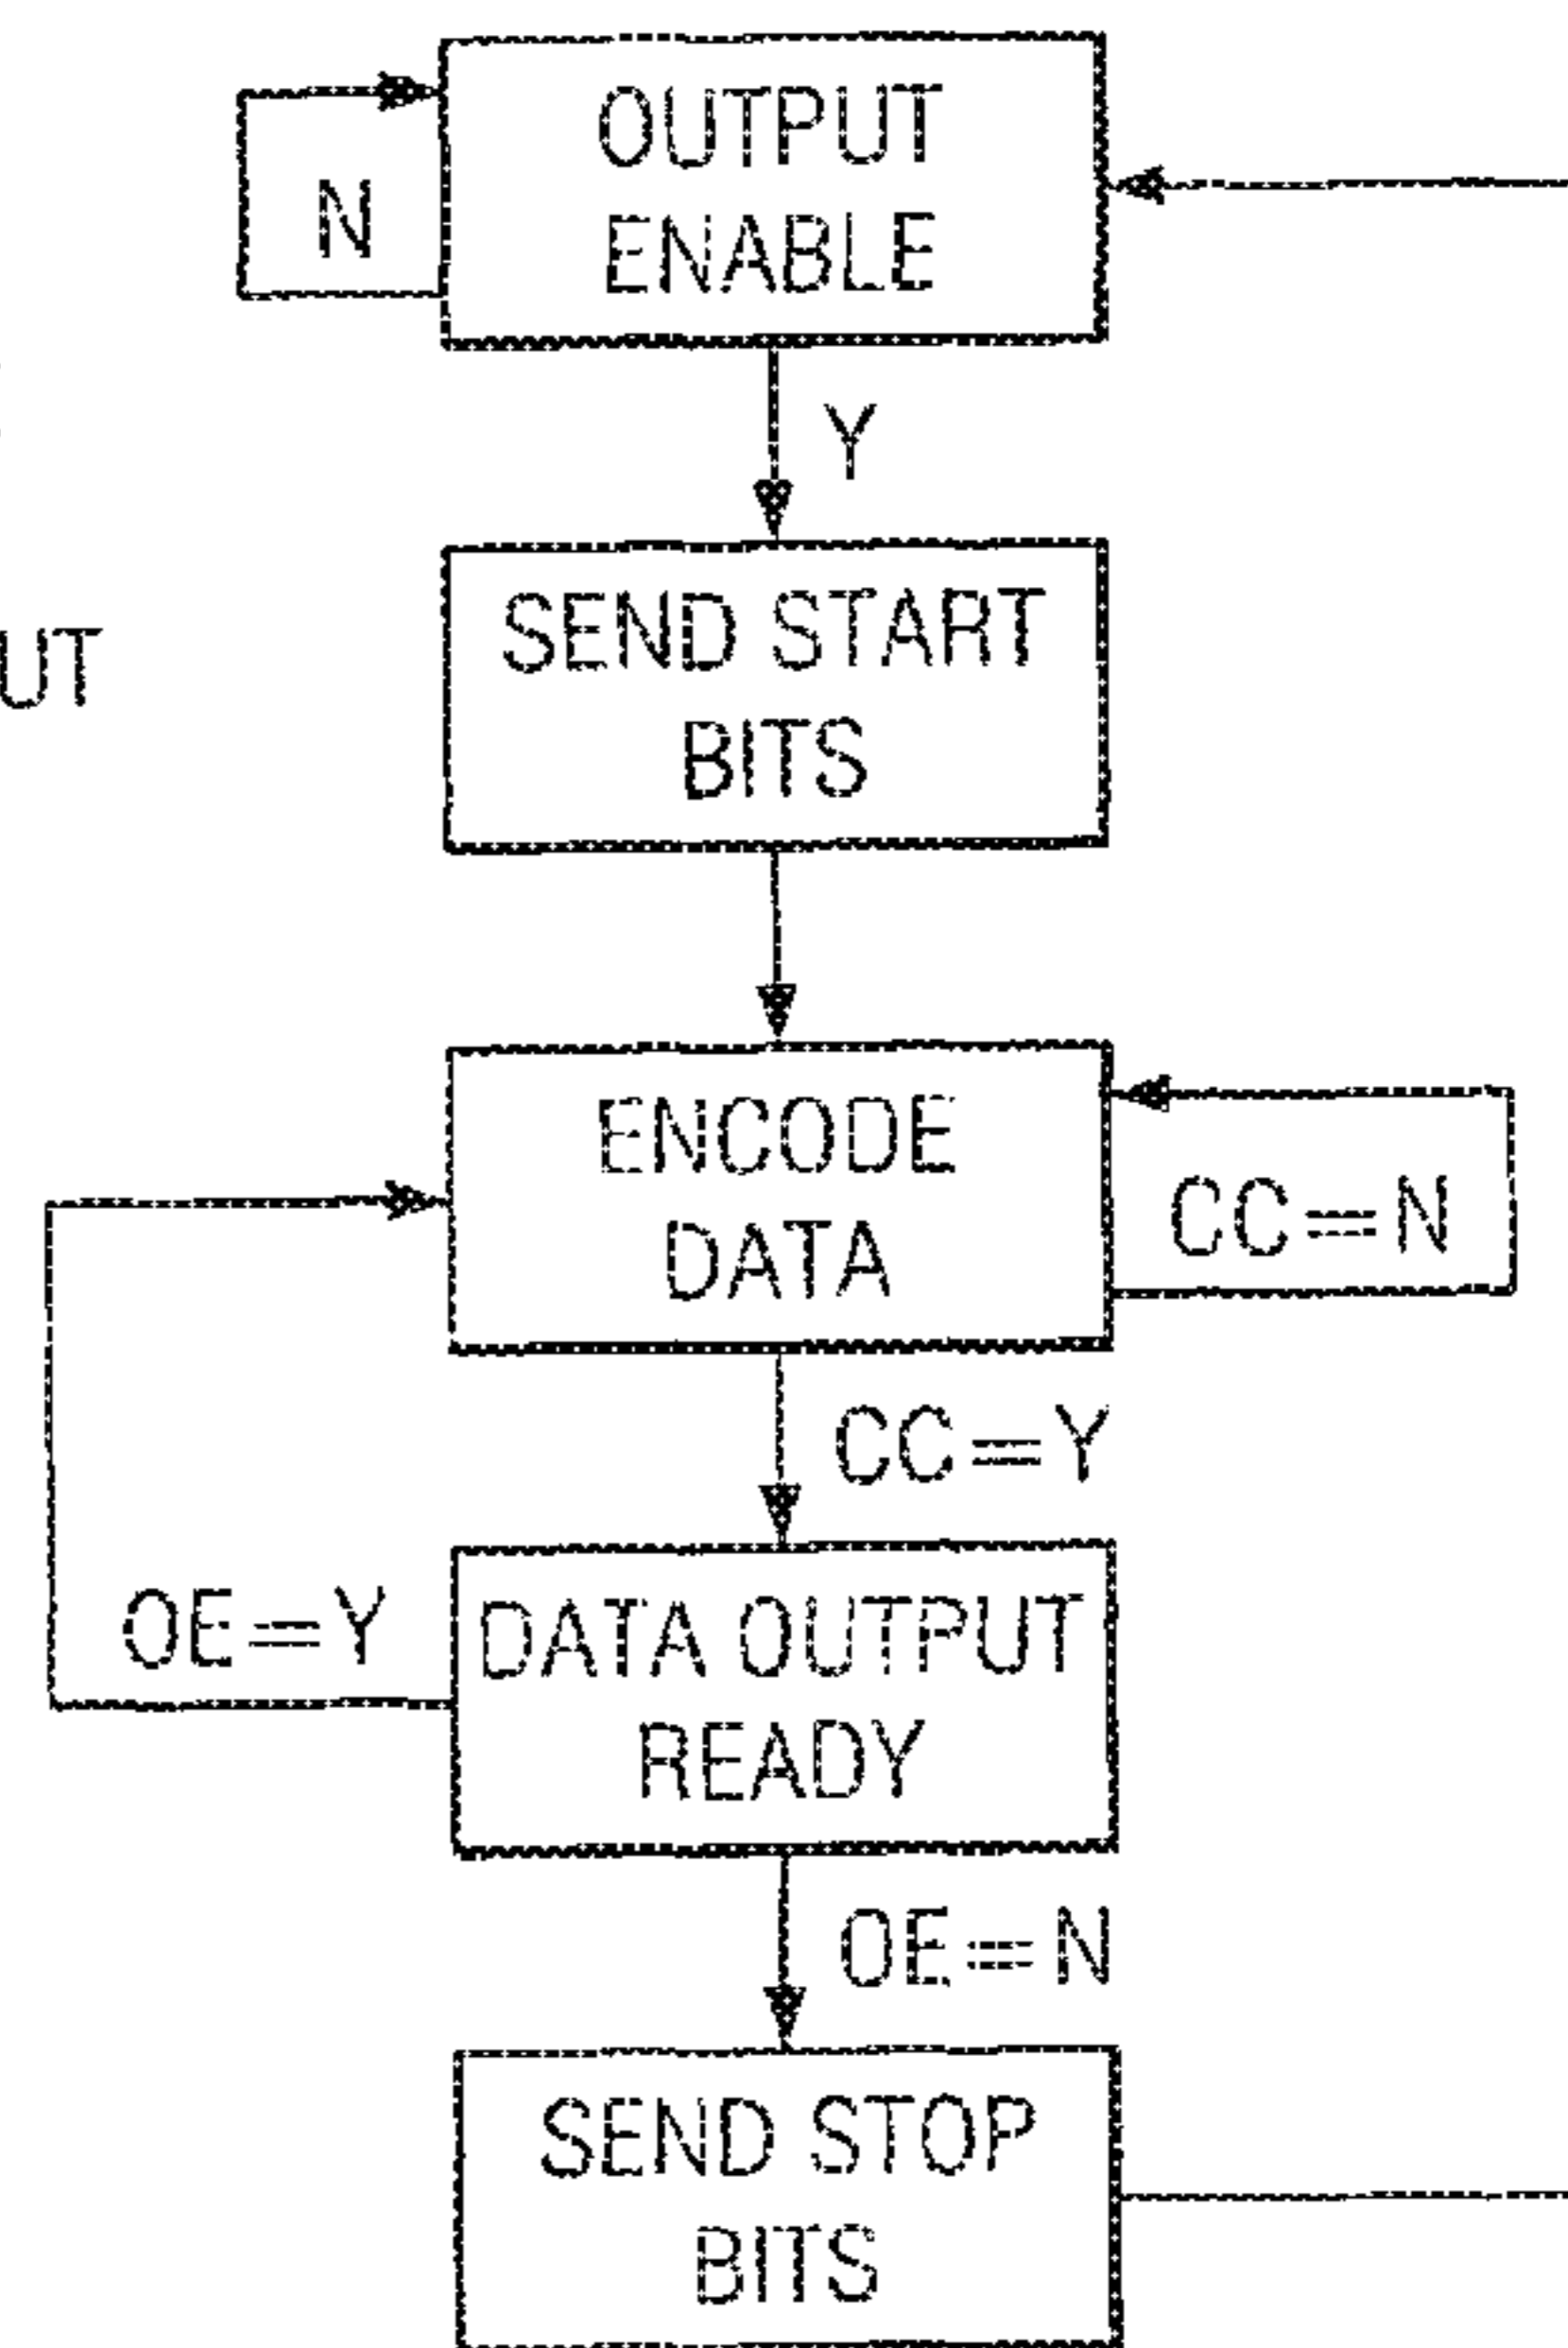 OUTPUT
ENABLE
N
Y
SEND START
BITS
UT
ENCODE
DATA
CC=N
CC=Y
OE=Y
DATA OUTPUT
READY
OE=N
SEND STOP
BITS